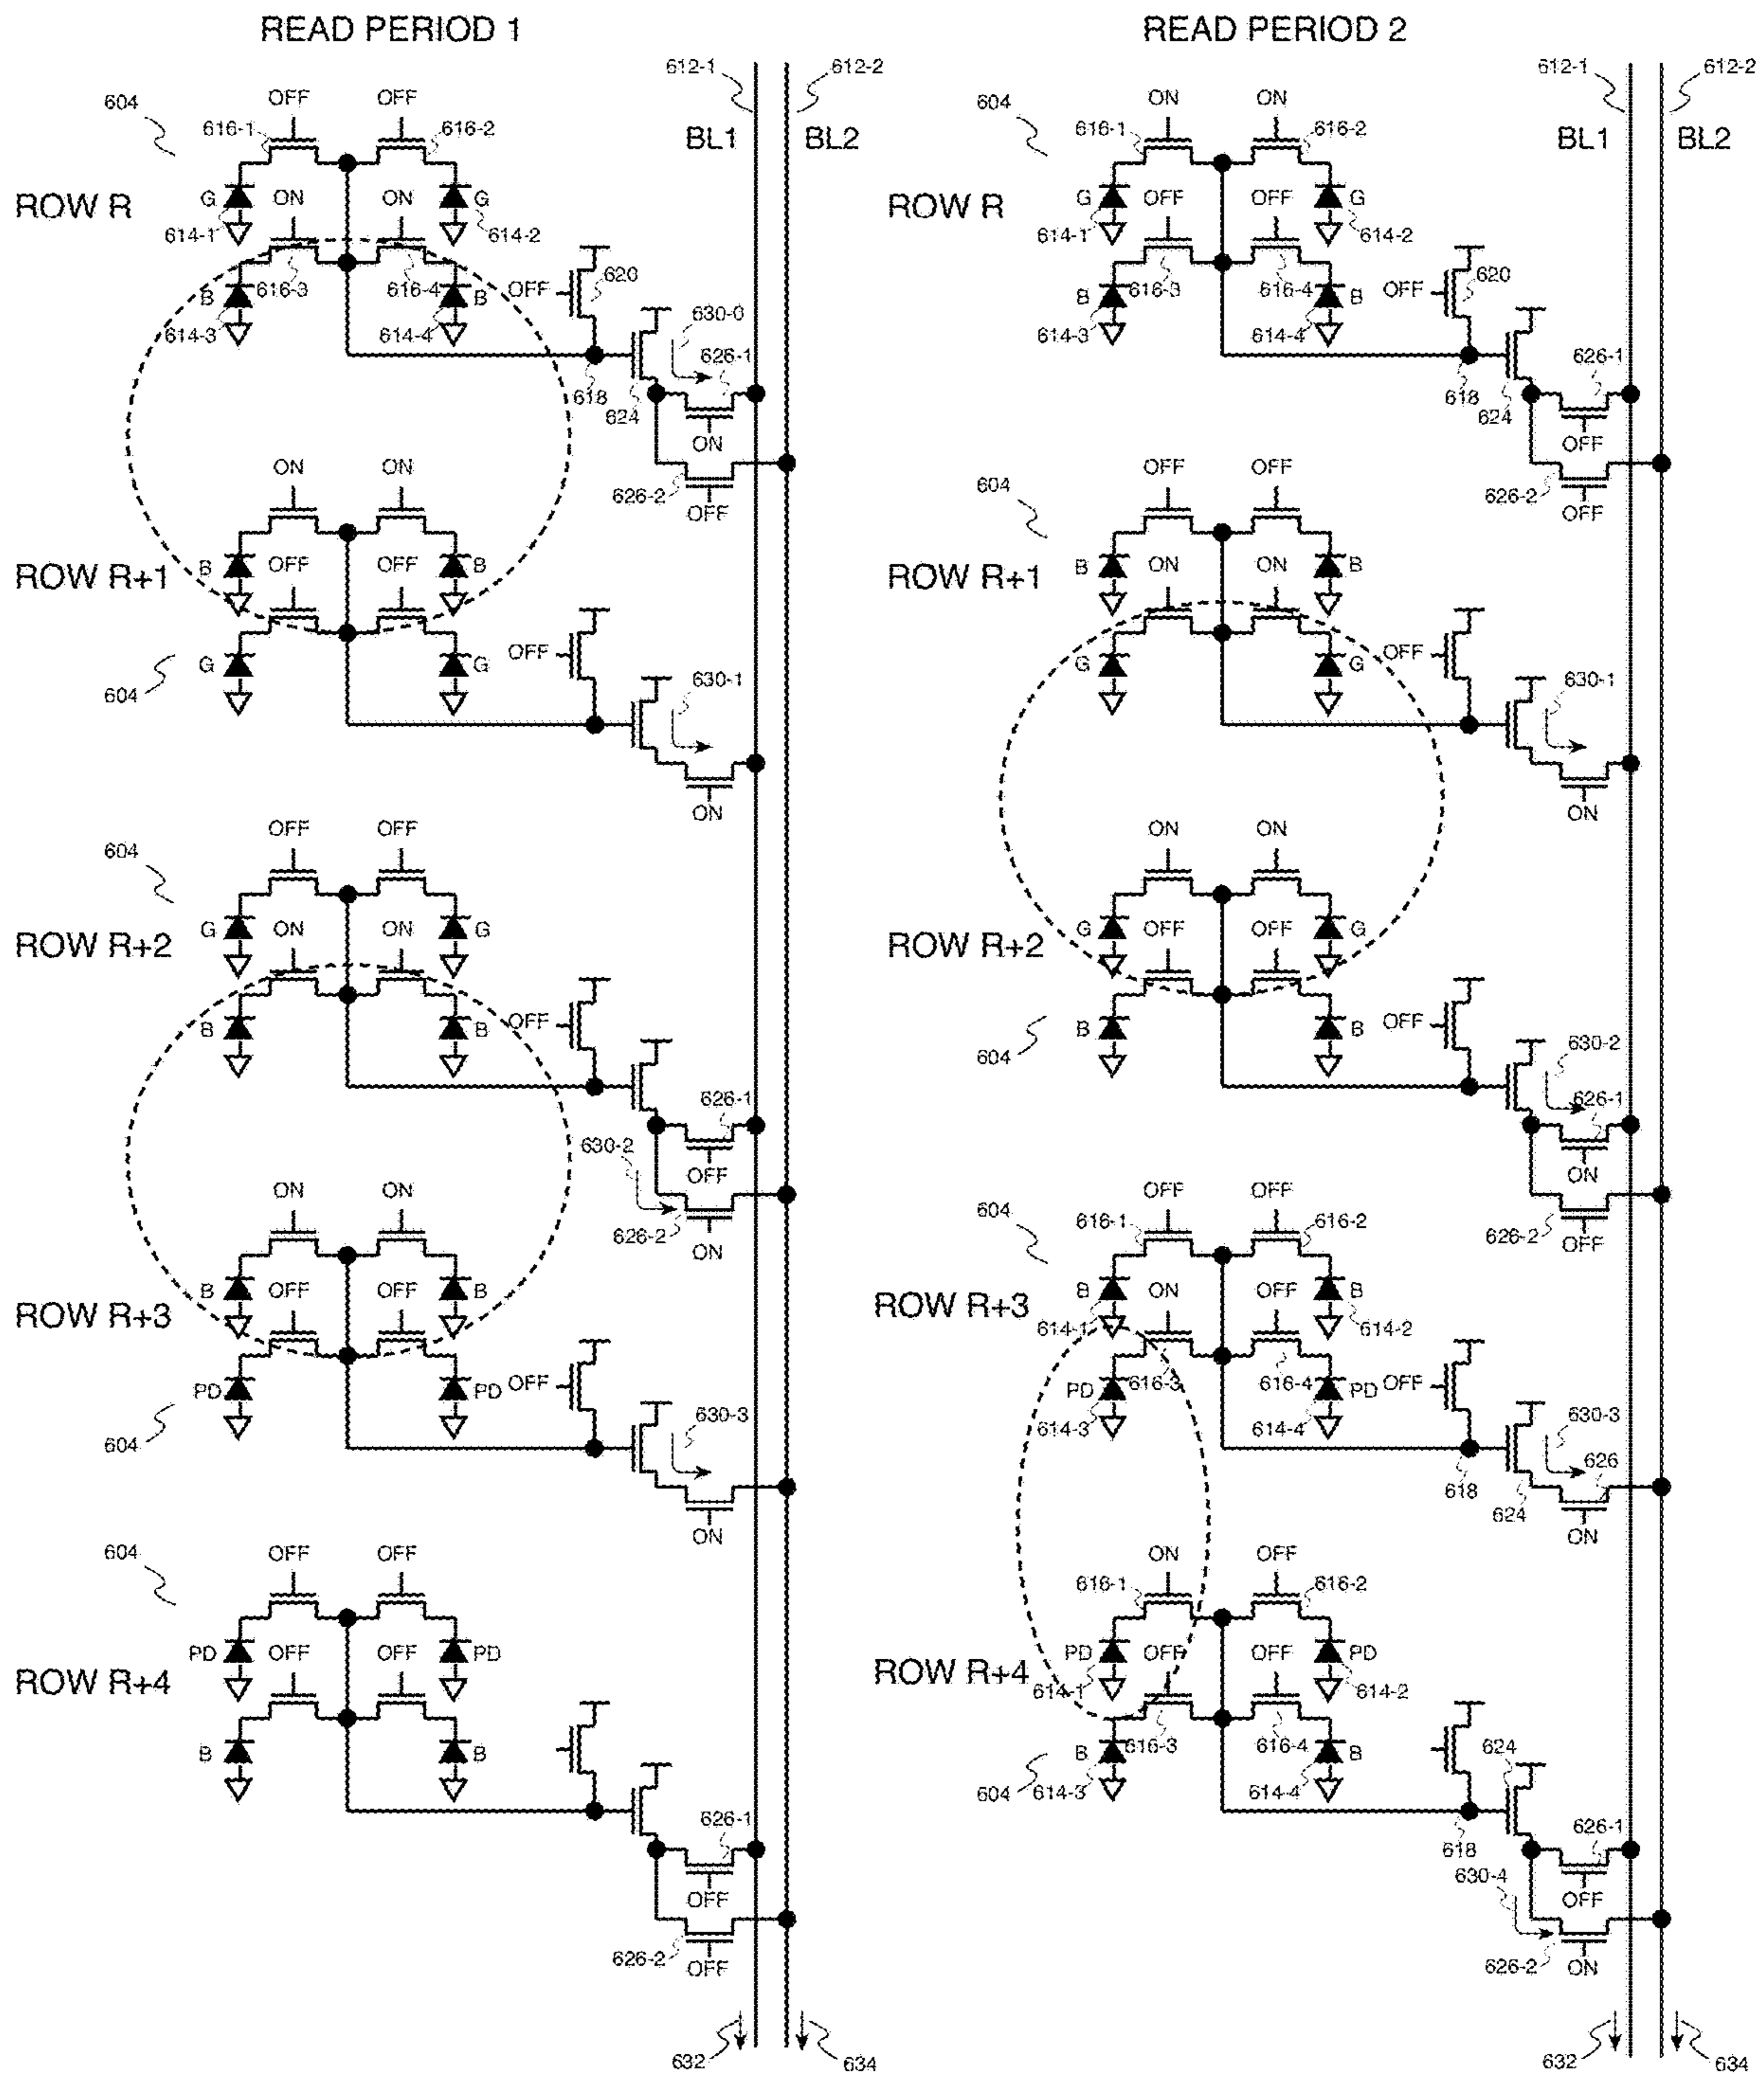 READ PERIOD 1
612-1
612-2
BL1
BL2
604
OFF
OFF
616-1
616-2
ROW R
G
ON
ON
G
614-1
614-2
B
616-3
616-4
B
614-3
614-4
OFF
620
630-0
626-1
618
624
ON
626-2
OFF
ON
ON
ROW R+1
B
OFF
OFF
B
G
G
OFF
604
630-1
ON
604
OFF
OFF
ROW R+2
G
ON
ON
G
B
B
OFF
626-1
630-2
OFF
626-2
ON
ON
ON
ROW R+3
B
OFF
OFF
B
PD
PD
OFF
604
630-3
ON
604
OFF
OFF
ROW R+4
PD
OFF
OFF
PD
B
B
626-1
OFF
626-2
OFF
632
634
READ PERIOD 2
612-1
612-2
BL1
BL2
604
ON
ON
616-1
616-2
ROW R
G
OFF
OFF
G
614-1
614-2
B
616-3
616-4
B
614-3
614-4
OFF
620
626-1
618
624
OFF
626-2
OFF
604
OFF
OFF
ROW R+1
B
ON
ON
B
G
G
OFF
630-1
ON
ON
ON
ROW R+2
G
OFF
OFF
G
B
B
OFF
604
630-2
626-1
ON
626-2
OFF
604
OFF
OFF
616-1
616-2
ROW R+3
B
ON
OFF
B
614-1
614-2
PD
616-3
616-4
PD
OFF
614-3
614-4
630-3
626
618
624
ON
ON
OFF
616-1
616-2
ROW R+4
PD
OFF
OFF
PD
614-1
614-2
B
616-3
616-4
B
604
614-3
614-4
624
618
626-1
630-4
OFF
626-2
ON
632
634